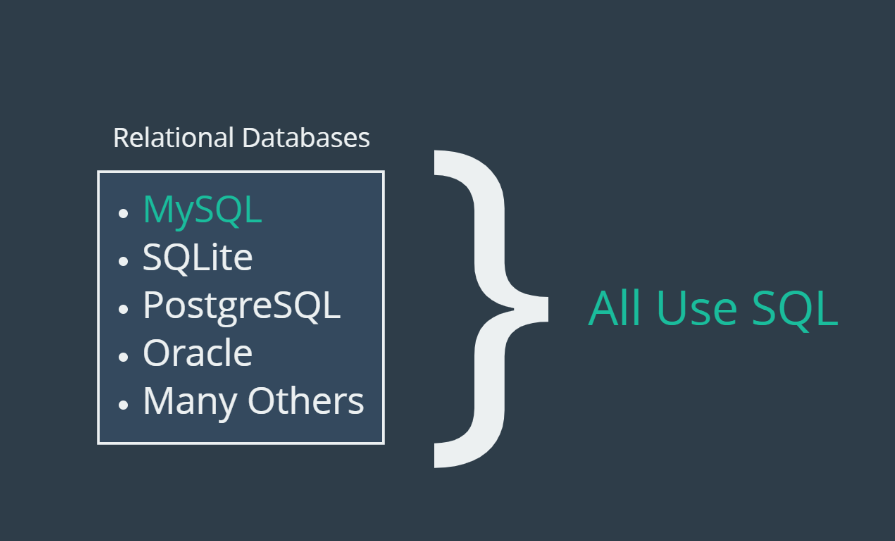 Relational Databases
• MySQL
• SQLite
• PostgreSQL
• Oracle
• Many Others
}
All Use SQL